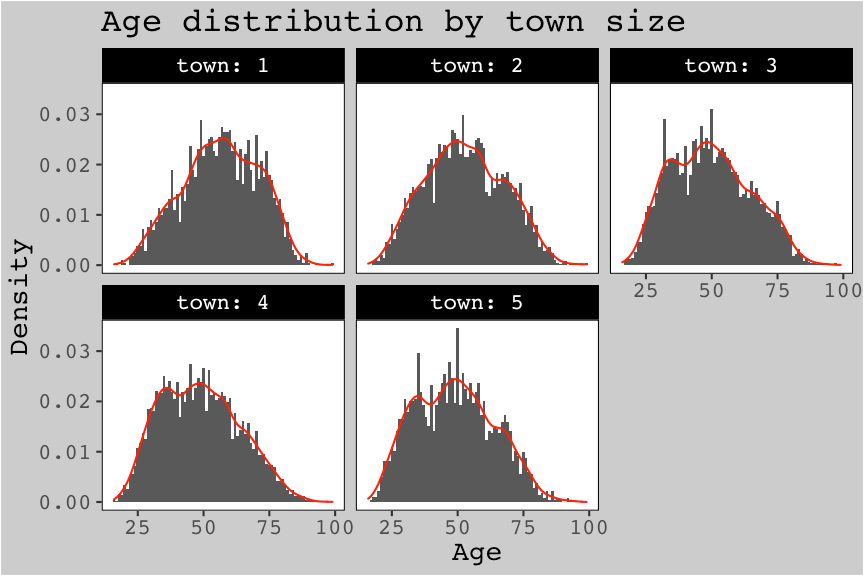 Age distribution by town size
town: 1 town: 2 town: 3
0.03
0.02
0.01
0.00
25 50 75 100
Density
town: 4 town: 5
0.03
0.02
0.01
0.00
25 50 75 100 25 50 75 100
Age